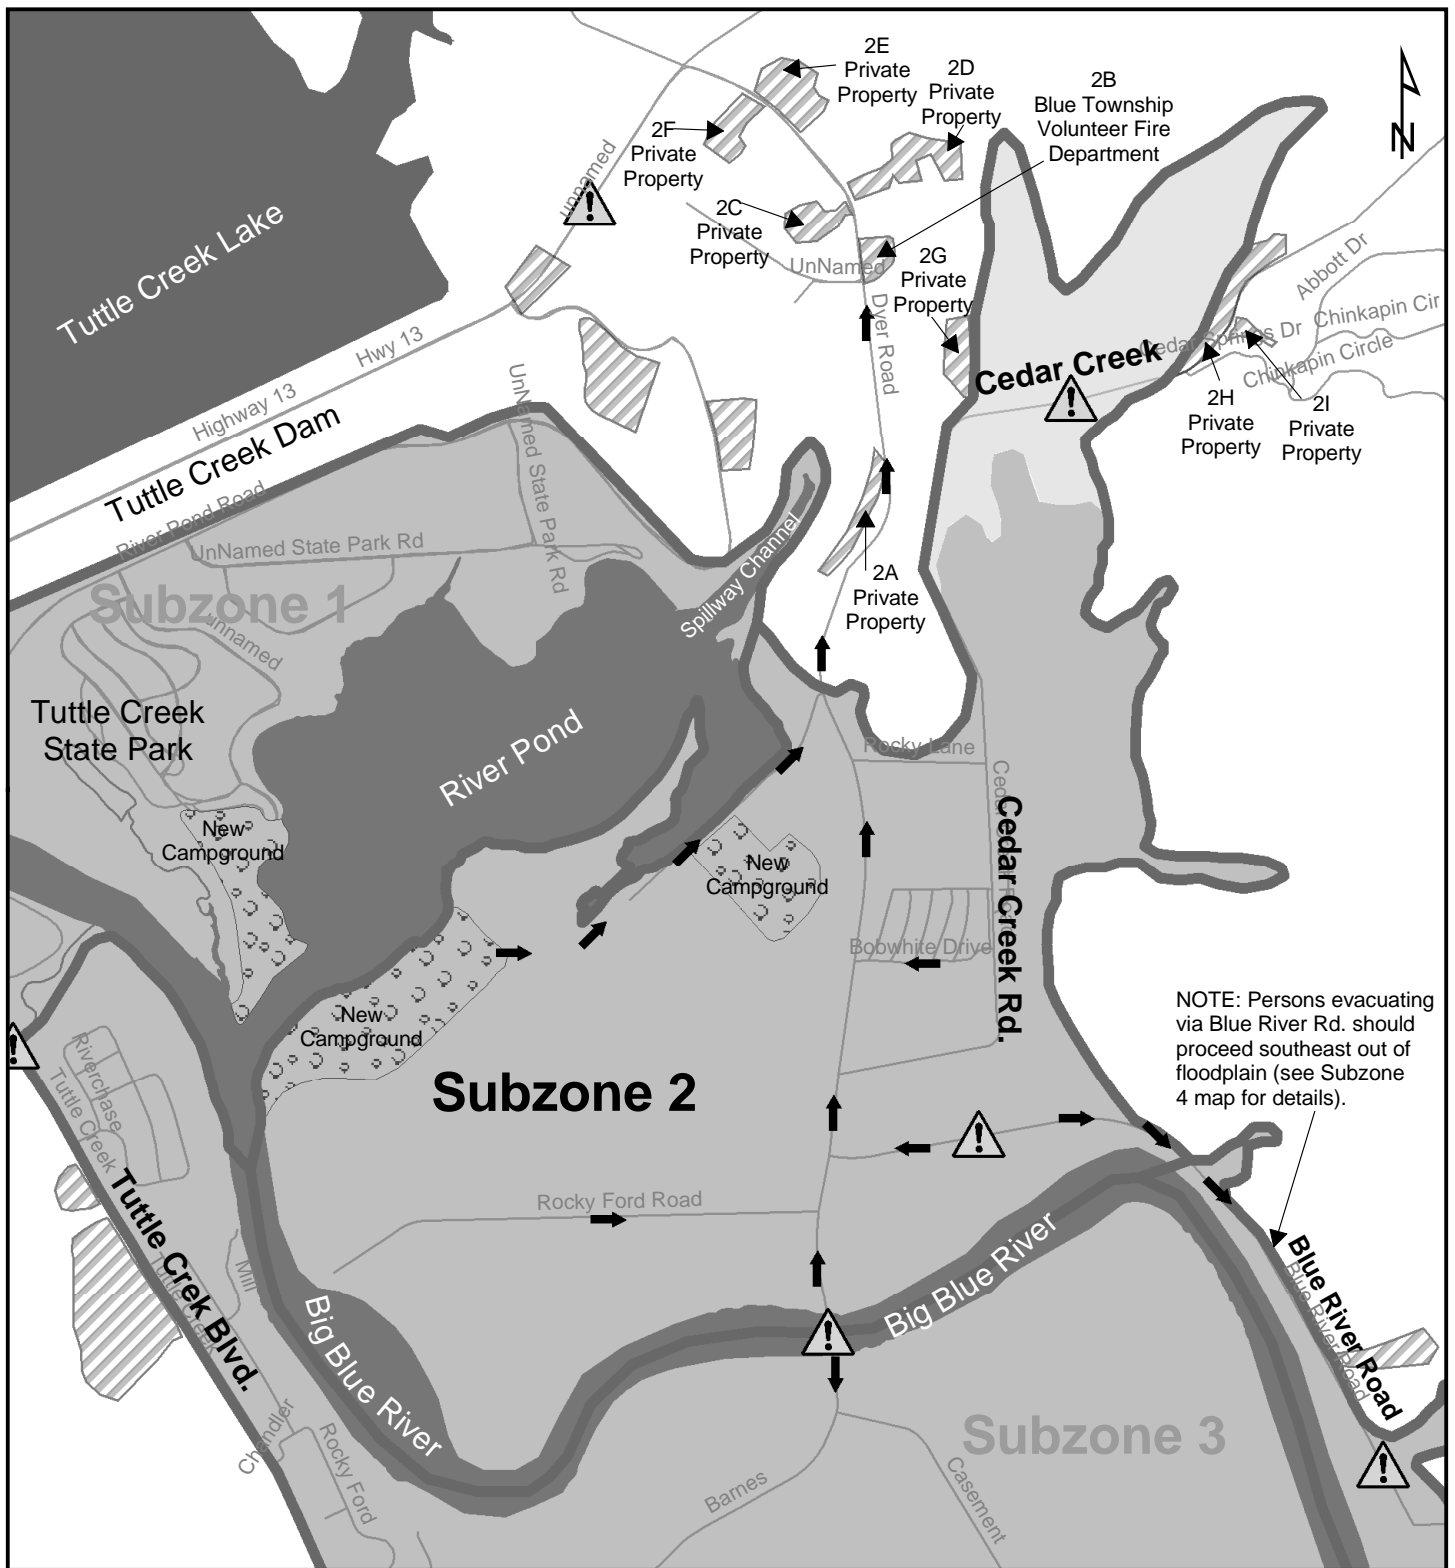 2E
Private
Property
2D
Private
Property
2B
Blue Township
Volunteer Fire
Department
N
2F
Private
Property
unnamed
2C
Private
Property
UnNamed
2G
Private
Property
Dyer Road
Tuttle Creek Lake
Abbott Dr
Chinkapin Cir
Cedar Springs Dr
Chinkapin Circle
Cedar Creek
2H
Private
Property
2I
Private
Property
Hwy 13
Highway 13
Tuttle Creek Dam
UnNamed State Park Rd
River Pond Road
UnNamed State Park Rd
Spillway Channel
2A
Private
Property
Subzone 1
unnamed
Tuttle Creek
State Park
River Pond
Rocky Lane
New
Campground
New
Campground
Cedar Creek Rd.
Bobwhite Drive
New
Campground
NOTE: Persons evacuating
via Blue River Rd. should
proceed southeast out of
floodplain (see Subzone
4 map for details).
Riverchase
Tuttle Creek
Subzone 2
Rocky Ford Road
Tuttle Crek Blvd.
Tuttle Creek
Mill
Big Blue River
Big Blue River
Blue River Road
Blue River Road
Chandler
Rocky Ford
Subzone 3
Barnes
Casement